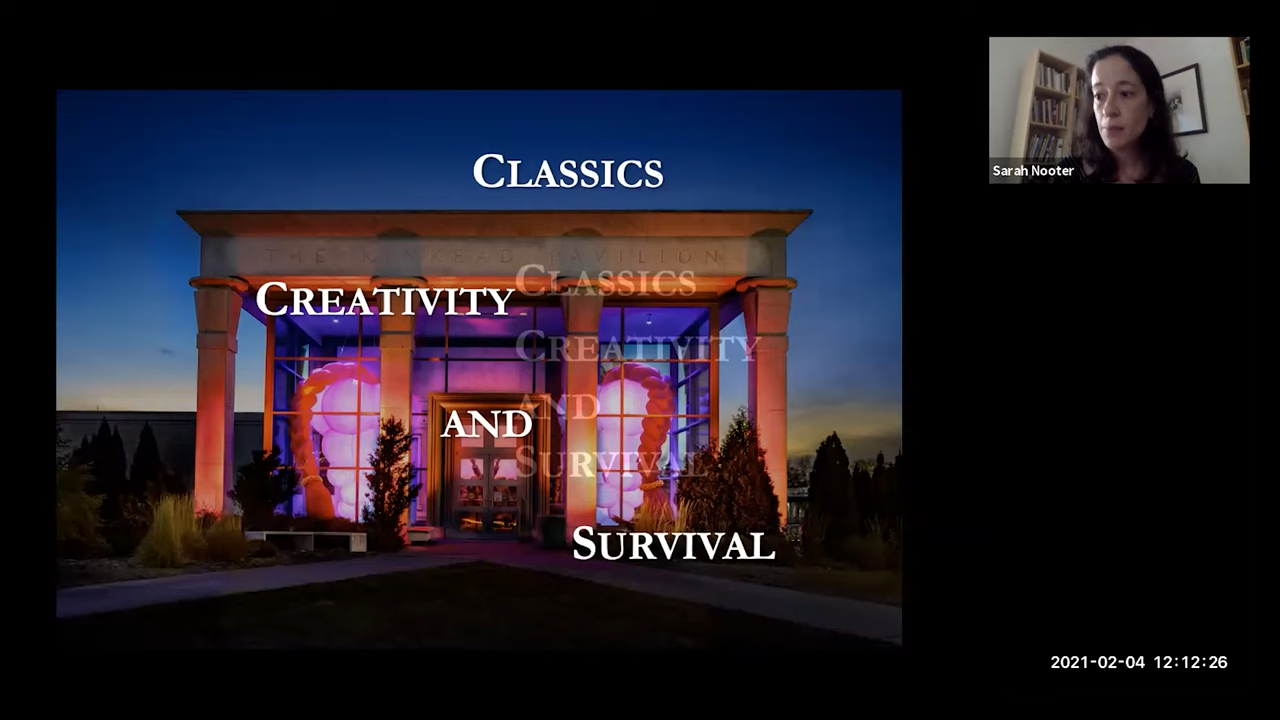 CLASSICS
THE KINKEAD PAVILION
CLASSICS
CREATIVITY
CREATIVITY
AND
AND
SURVIVAL
SURVIVAL
Sarah Nooter
2021-02-04 12:12:26